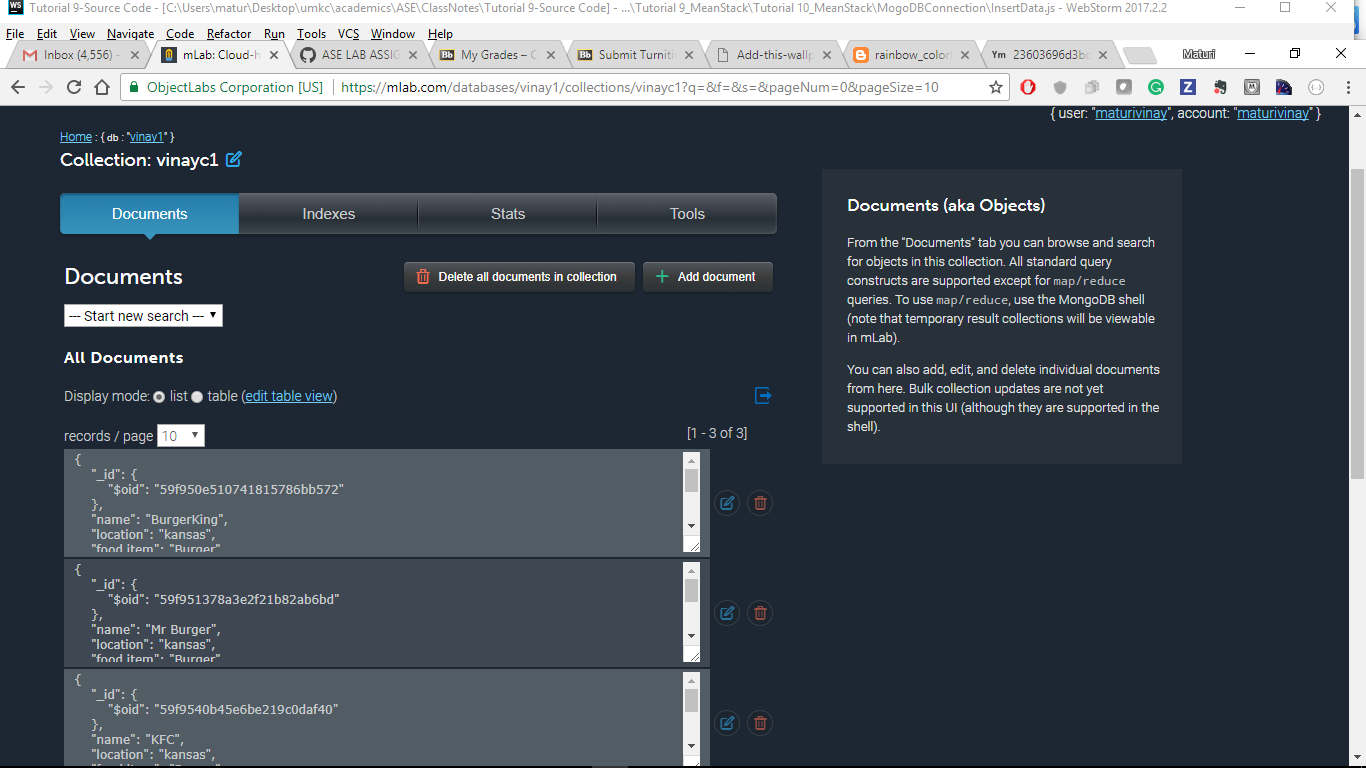 WS Tutorial 9-Source Code - [C:\Users\matur\Desktop\umkc\academics\ASE\ClassNotes\Tutorial 9-Source Code] - ...\Tutorial 9_MeanStack\Tutorial 10_MeanStack\MogoDBConnection\InsertData.js - WebStorm 2017.2.2
File Edit View Navigate Code Refactor Run Tools VCS Window Help
Inbox (4,556) - mLab: Cloud-h ASE LAB ASSIG Bb My Grades – C Bb Submit Turniti Add-this-wallp rainbow_color Ym 23603696d3bc Maturi
ObjectLabs Corporation [US] https://mlab.com/databases/vinay1/collections/vinayc1?q=&f=&s=&pageNum=0&pageSize=10
{ user: "maturivinay", account: "maturivinay" }
Home : { db : "vinay1" }
Collection: vinayc1
Documents Indexes Stats Tools
Documents
Delete all documents in collection
Add document
--- Start new search ---
All Documents
Display mode: list table (edit table view)
records / page 10
[1 - 3 of 3]
{
"_id": {
"$oid": "59f950e510741815786bb572"
},
"name": "BurgerKing",
"location": "kansas",
"food item": "Burger"
{
"_id": {
"$oid": "59f951378a3e2f21b82ab6bd"
},
"name": "Mr Burger",
"location": "kansas",
"food item": "Burger"
{
"_id": {
"$oid": "59f9540b45e6be219c0daf40"
},
"name": "KFC",
"location": "kansas",
Documents (aka Objects)
From the "Documents" tab you can browse and search
for objects in this collection. All standard query
constructs are supported except for map/reduce
queries. To use map/reduce, use the MongoDB shell
(note that temporary result collections will be viewable
in mLab).
You can also add, edit, and delete individual documents
from here. Bulk collection updates are not yet
supported in this UI (although they are supported in the
shell).